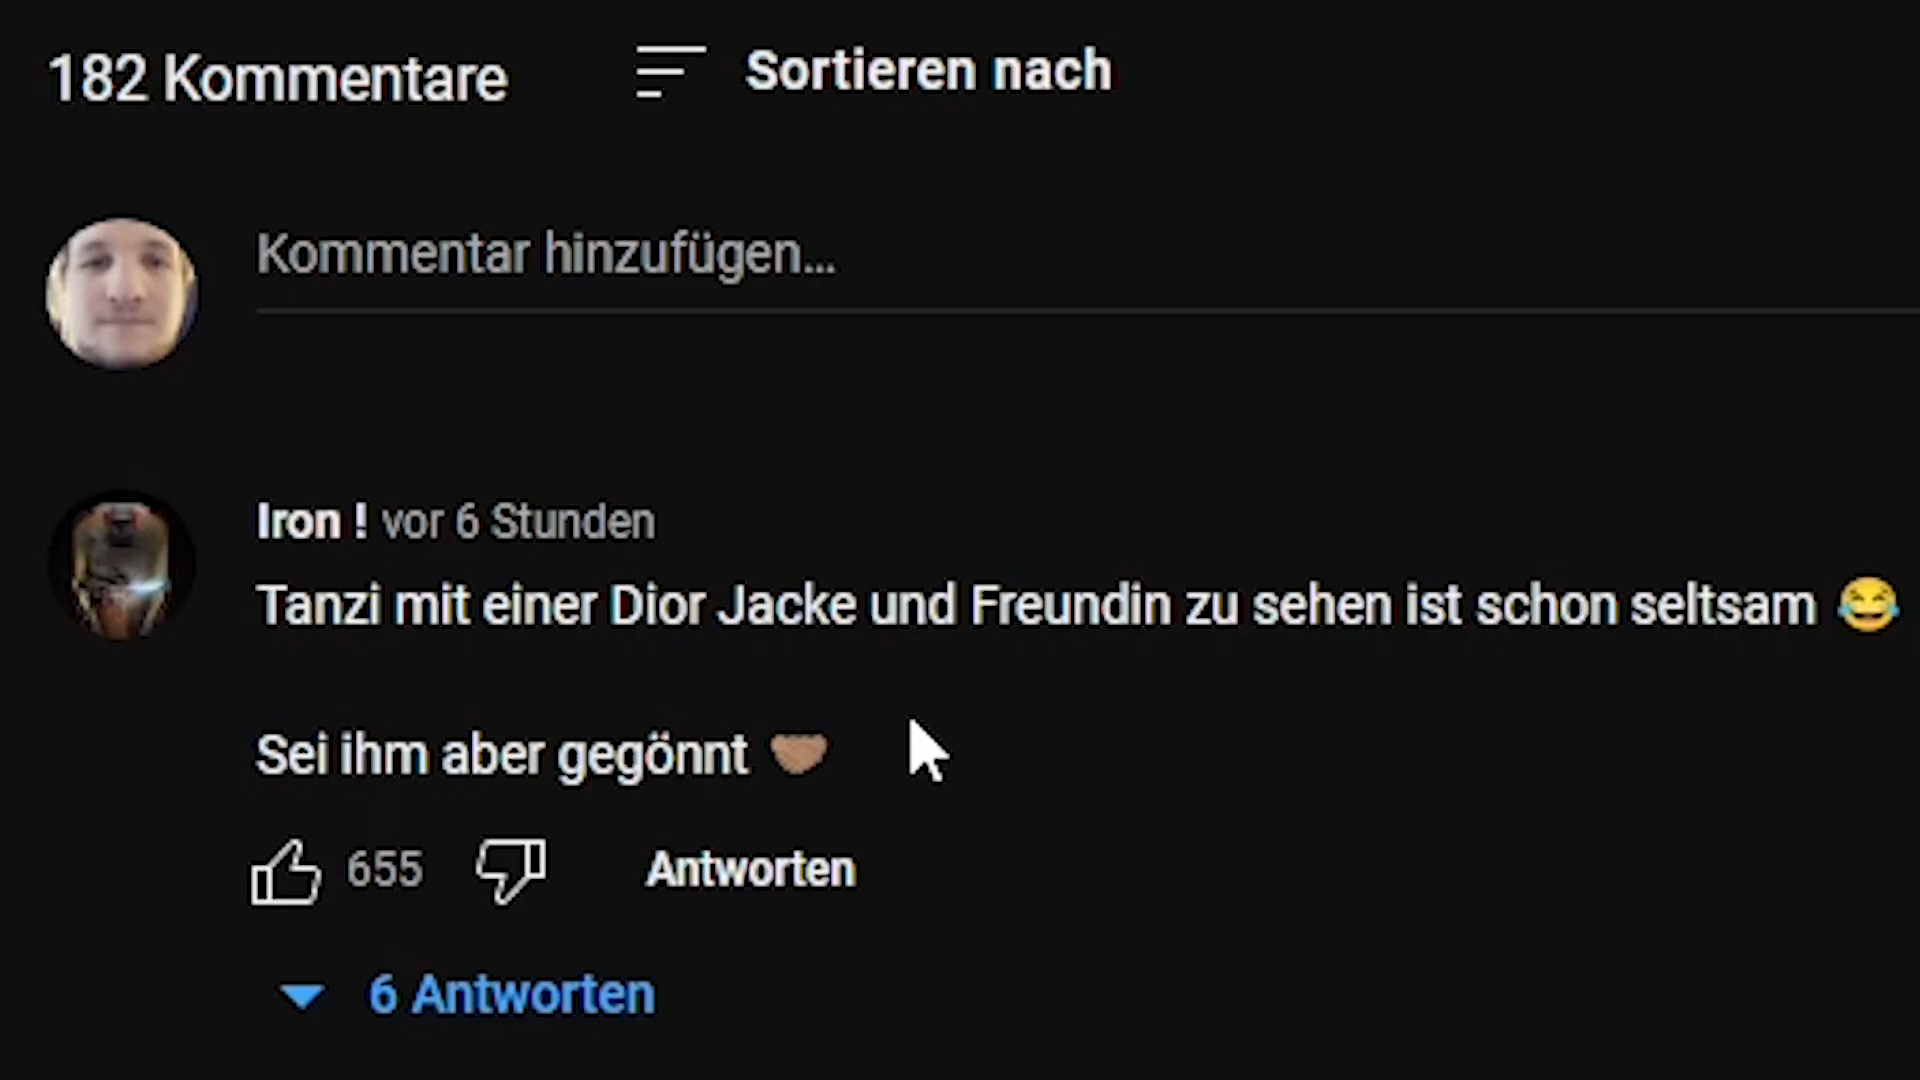 182 Kommentare
Sortieren nach
Kommentar hinzufügen...
Iron ! vor 6 Stunden
Tanzi mit einer Dior Jacke und Freundin zu sehen ist schon seltsam 😂
Sei ihm aber gegönnt 🤝🏽
655
Antworten
6 Antworten